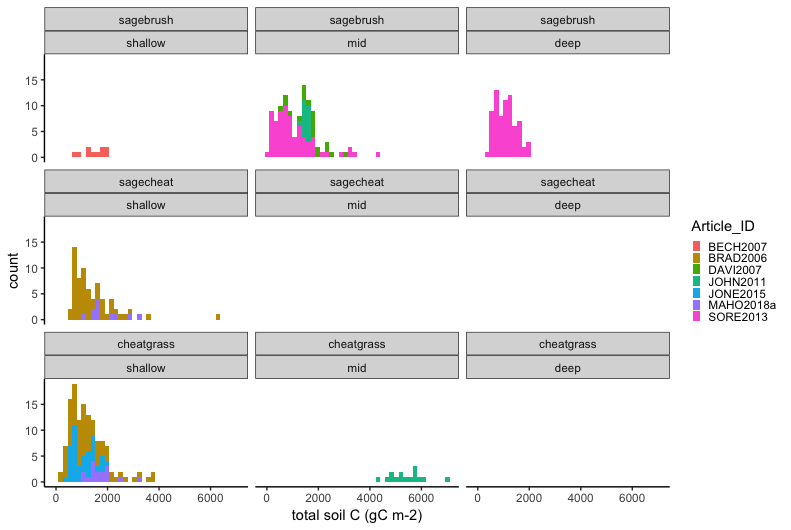 sagebrush sagebrush sagebrush
shallow mid deep
15
10
5
0
sagecheat sagecheat sagecheat
shallow mid deep
15
10
5
0
count
cheatgrass cheatgrass cheatgrass
shallow mid deep
15
10
5
0
0 2000 4000 6000 0 2000 4000 6000 0 2000 4000 6000
total soil C (gC m-2)
Article_ID
BECH2007
BRAD2006
DAVI2007
JOHN2011
JONE2015
MAHO2018a
SORE2013